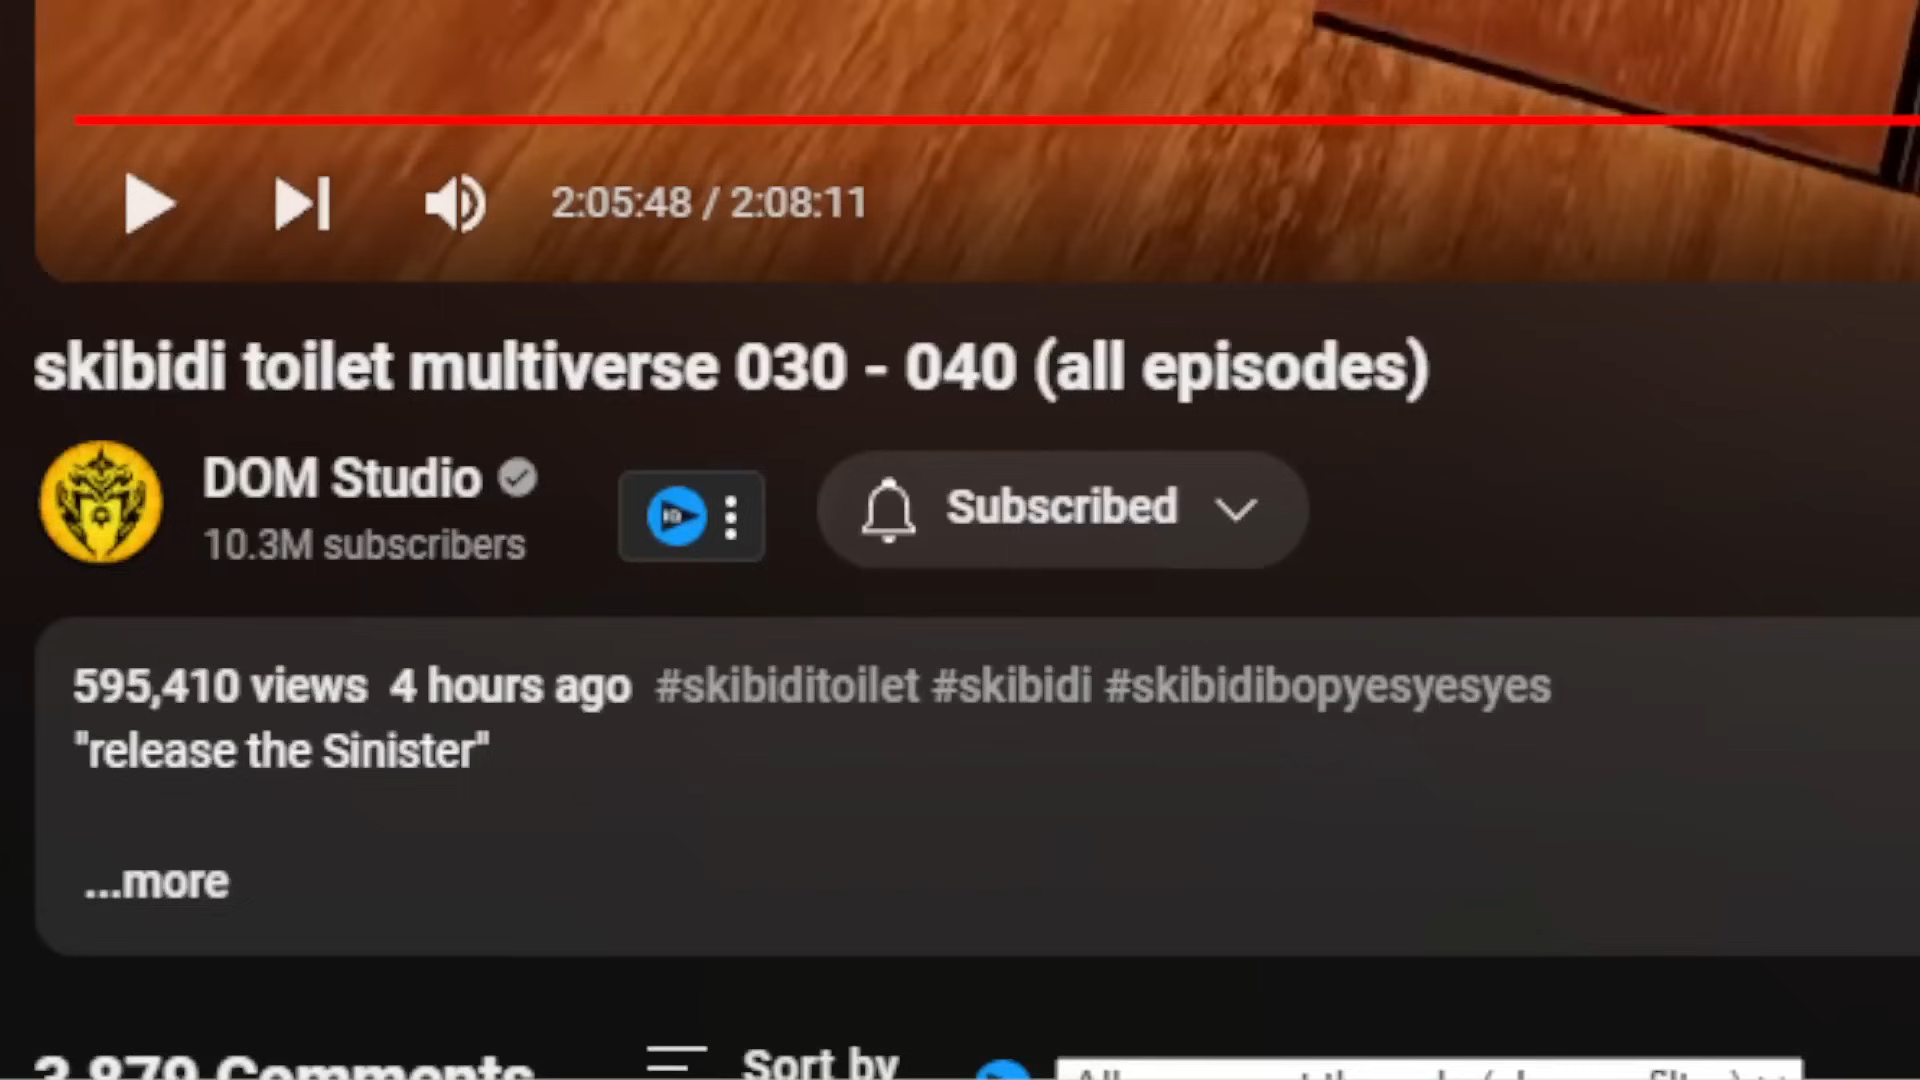 2:05:48 / 2:08:11
skibidi toilet multiverse 030 - 040 (all episodes)
DOM Studio
10.3M subscribers
Subscribed
595,410 views 4 hours ago #skibiditoilet #skibidi #skibidibopyesyesyes
"release the Sinister"
...more
3,879 Comments
Sort by